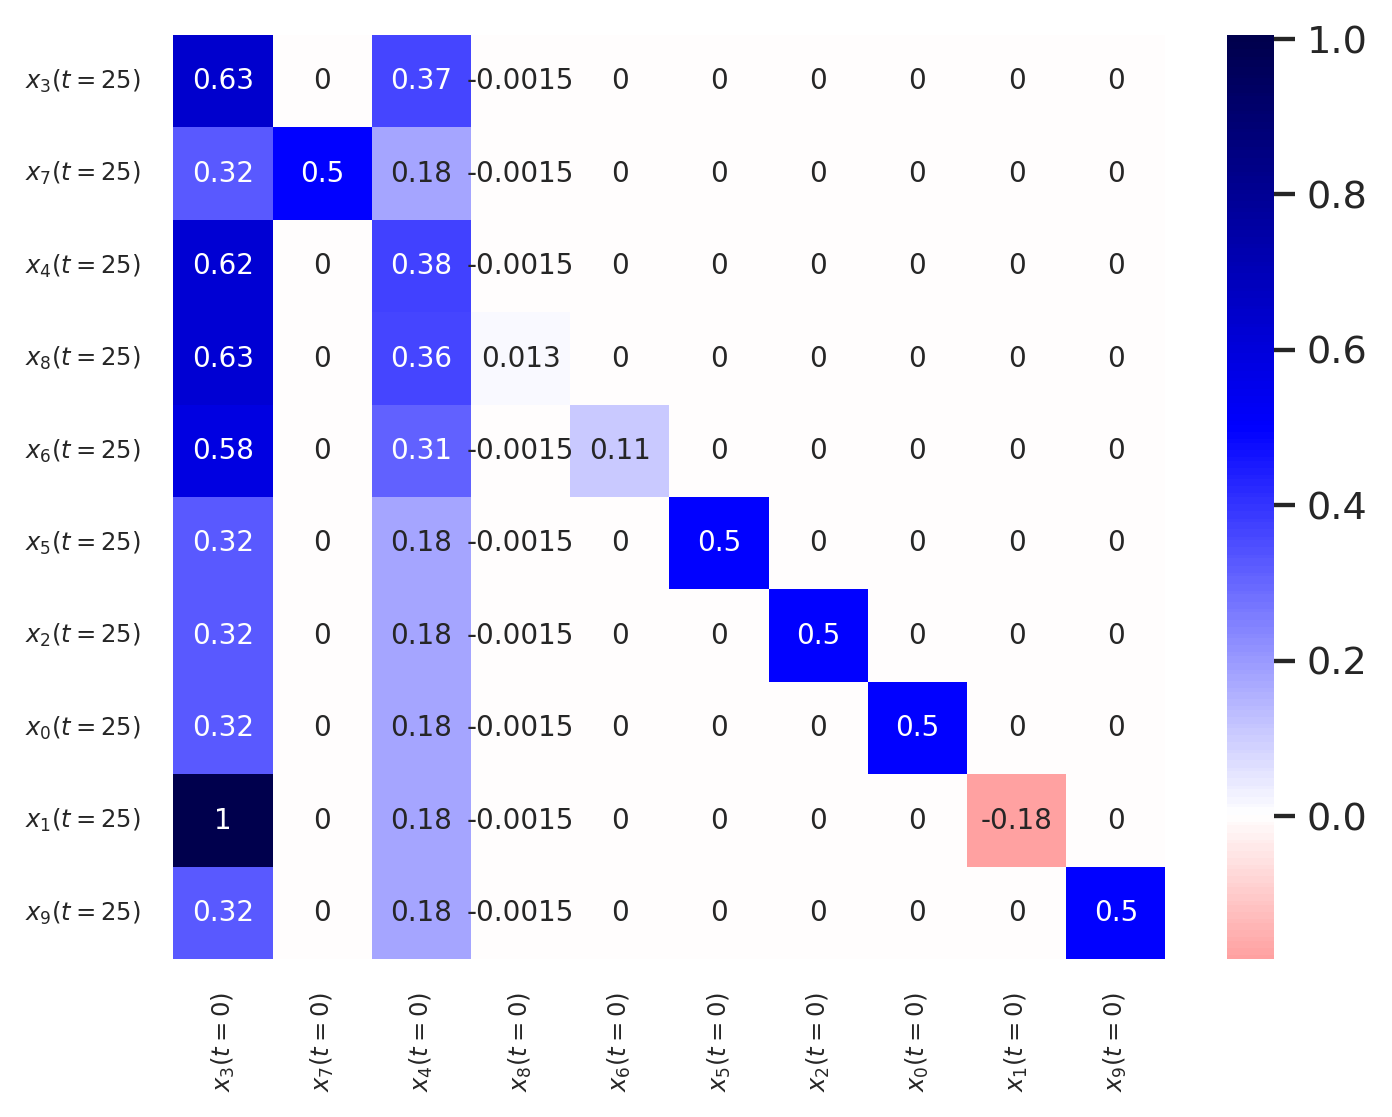 x₃(t = 25) 0.63 0 0.37 -0.0015 0 0 0 0 0 0
x₇(t = 25) 0.32 0.5 0.18 -0.0015 0 0 0 0 0 0
x₄(t = 25) 0.62 0 0.38 -0.0015 0 0 0 0 0 0
x₈(t = 25) 0.63 0 0.36 0.013 0 0 0 0 0 0
x₆(t = 25) 0.58 0 0.31 -0.0015 0.11 0 0 0 0 0
x₅(t = 25) 0.32 0 0.18 -0.0015 0 0.5 0 0 0 0
x₂(t = 25) 0.32 0 0.18 -0.0015 0 0 0.5 0 0 0
x₀(t = 25) 0.32 0 0.18 -0.0015 0 0 0 0.5 0 0
x₁(t = 25) 1 0 0.18 -0.0015 0 0 0 0 -0.18 0
x₉(t = 25) 0.32 0 0.18 -0.0015 0 0 0 0 0 0.5
x₃(t = 0)
x₇(t = 0)
x₄(t = 0)
x₈(t = 0)
x₆(t = 0)
x₅(t = 0)
x₂(t = 0)
x₀(t = 0)
x₁(t = 0)
x₉(t = 0)
1.0
0.8
0.6
0.4
0.2
0.0